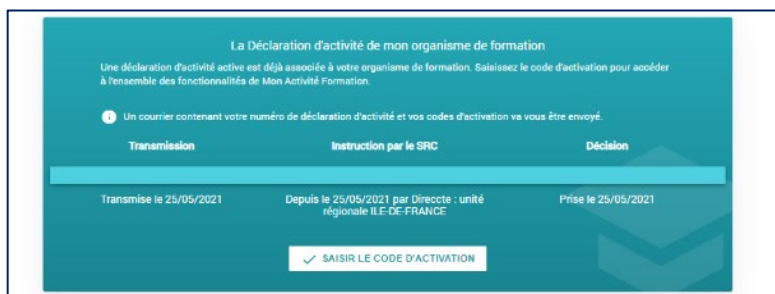 La Déclaration d'activité de mon organisme de formation
Une déclaration d'activité active est déjà associée à votre organisme de formation. Saisissez le code d'activation pour accéder
à l'ensemble des fonctionnalités de Mon Activité Formation.
Un courrier contenant votre numéro de déclaration d'activité et vos codes d'activation va vous être envoyé.
Transmission Instruction par le SRC Décision
Transmise le 25/05/2021 Depuis le 25/05/2021 par Direccte : unité Prise le 25/05/2021
régionale ILE-DE-FRANCE
SAISIR LE CODE D'ACTIVATION